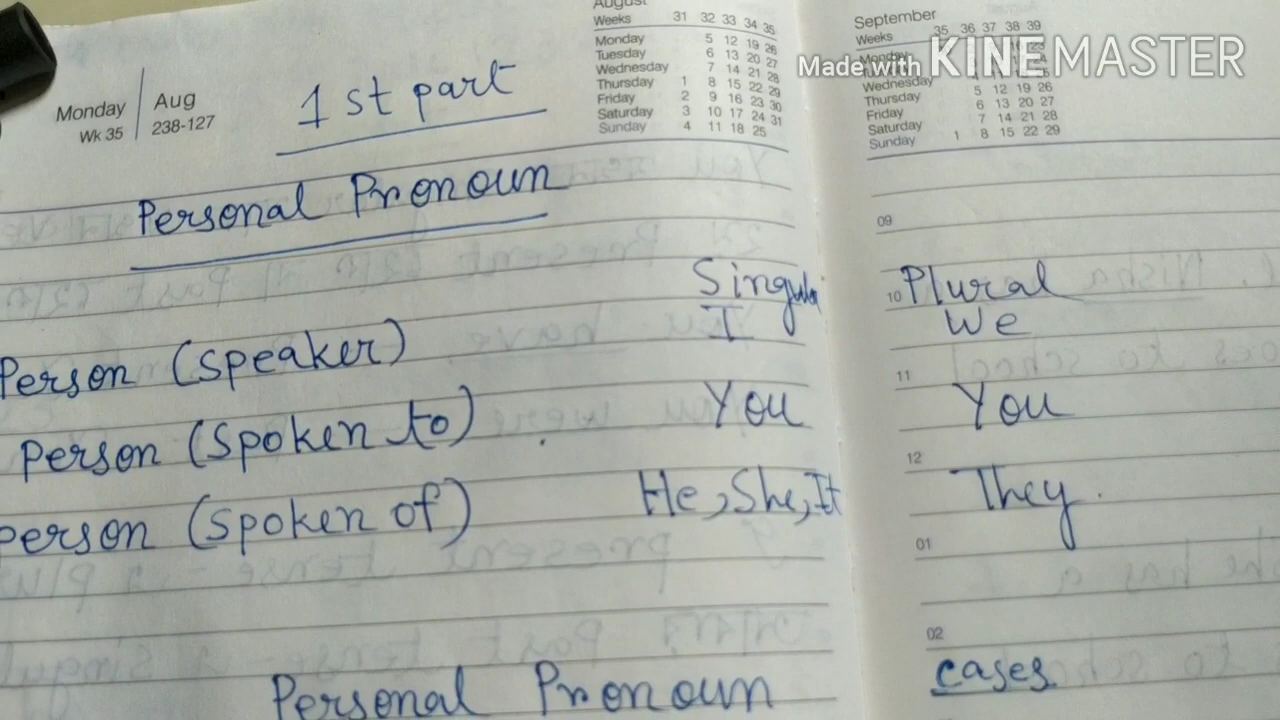 August
Weeks 31 32 33 34 35
Monday 5 12 19 26
Tuesday 6 13 20 27
Wednesday 7 14 21 28
Thursday 1 8 15 22 29
Friday 2 9 16 23 30
Saturday 3 10 17 24 31
Sunday 4 11 18 25
September
Weeks 35 36 37 38 39
Monday
Wednesday
Thursday 5 12 19 26
Friday 6 13 20 27
Saturday 7 14 21 28
Sunday 1 8 15 22 29
Made with KINEMASTER
Monday Aug
Wk 35 238-127
1st part
Personal Pronoun
09
Singular 10 Plural
Person (speaker) I We
11
Person (spoken to) You You
12
Person (spoken of) He, She, It They.
01
02
Personal Pronoun cases